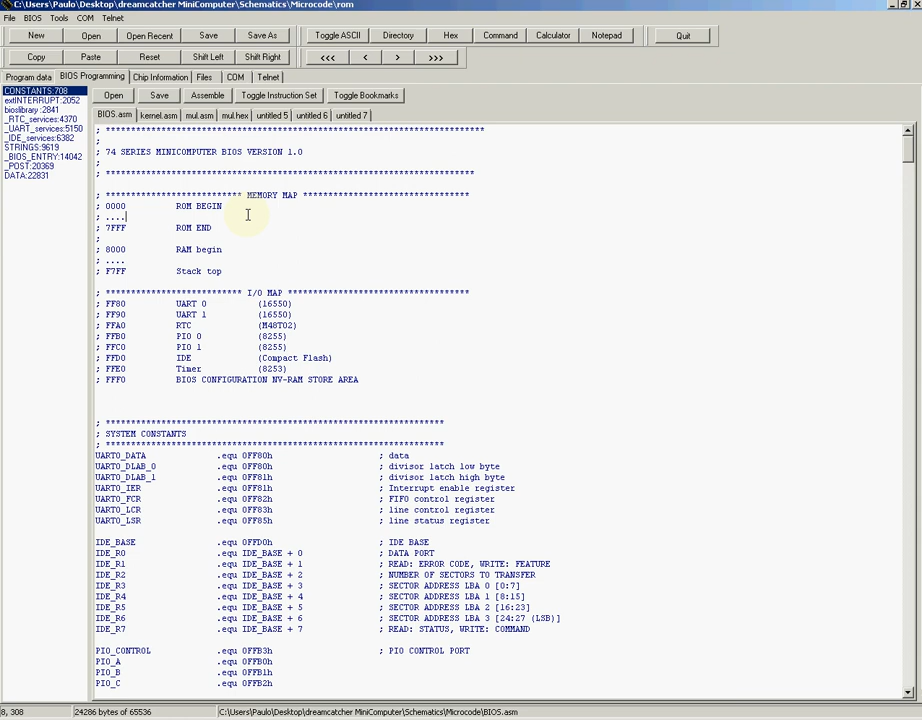 C:\Users\Paulo\Desktop\dreamcatcher MiniComputer\Schematics\Microcode\rom
File BIOS Tools COM Telnet
New Open Open Recent Save Save As Toggle ASCII Directory Hex Command Calculator Notepad Quit
Copy Paste Reset Shift Left Shift Right <<< < > >>>
Program data BIOS Programming Chip Information Files COM Telnet
CONSTANTS:708
extINTERRUPT:2052
bioslibrary:2841
_RTC_services:4370
_UART_services:5150
_IDE_services:6382
STRINGS:9619
_BIOS_ENTRY:14042
_POST:20369
DATA:22831
Open Save Assemble Toggle Instruction Set Toggle Bookmarks
BIOS.asm kernel.asm mul.asm mul.hex untitled 5 untitled 6 untitled 7
; **************************************************
;
; 74 SERIES MINICOMPUTER BIOS VERSION 1.0
;
; *************************************************
; ************************** MEMORY MAP *********************************
; 0000 ROM BEGIN
; ....
; 7FFF ROM END
;
; 8000 RAM begin
; ....
; F7FF Stack top
; ************************** I/O MAP ************************************
; FF80 UART 0 (16550)
; FF90 UART 1 (16550)
; FFA0 RTC (M48T02)
; FFB0 PIO 0 (8255)
; FFC0 PIO 1 (8255)
; FFD0 IDE (Compact Flash)
; FFE0 Timer (8253)
; FFF0 BIOS CONFIGURATION NV-RAM STORE AREA
; *********************************************
; SYSTEM CONSTANTS
; *********************************************
UART0_DATA .equ 0FF80h ; data
UART0_DLAB_0 .equ 0FF80h ; divisor latch low byte
UART0_DLAB_1 .equ 0FF81h ; divisor latch high byte
UART0_IER .equ 0FF81h ; Interrupt enable register
UART0_FCR .equ 0FF82h ; FIFO control register
UART0_LCR .equ 0FF83h ; line control register
UART0_LSR .equ 0FF85h ; line status register
IDE_BASE .equ 0FFD0h ; IDE BASE
IDE_R0 .equ IDE_BASE + 0 ; DATA PORT
IDE_R1 .equ IDE_BASE + 1 ; READ: ERROR CODE, WRITE: FEATURE
IDE_R2 .equ IDE_BASE + 2 ; NUMBER OF SECTORS TO TRANSFER
IDE_R3 .equ IDE_BASE + 3 ; SECTOR ADDRESS LBA 0 [0:7]
IDE_R4 .equ IDE_BASE + 4 ; SECTOR ADDRESS LBA 1 [8:15]
IDE_R5 .equ IDE_BASE + 5 ; SECTOR ADDRESS LBA 2 [16:23]
IDE_R6 .equ IDE_BASE + 6 ; SECTOR ADDRESS LBA 3 [24:27 (LSB)]
IDE_R7 .equ IDE_BASE + 7 ; READ: STATUS, WRITE: COMMAND
PIO_CONTROL .equ 0FFB3h ; PIO CONTROL PORT
PIO_A .equ 0FFB0h
PIO_B .equ 0FFB1h
PIO_C .equ 0FFB2h
8, 308 24286 bytes of 65536 C:\Users\Paulo\Desktop\dreamcatcher MiniComputer\Schematics\Microcode\BIOS.asm